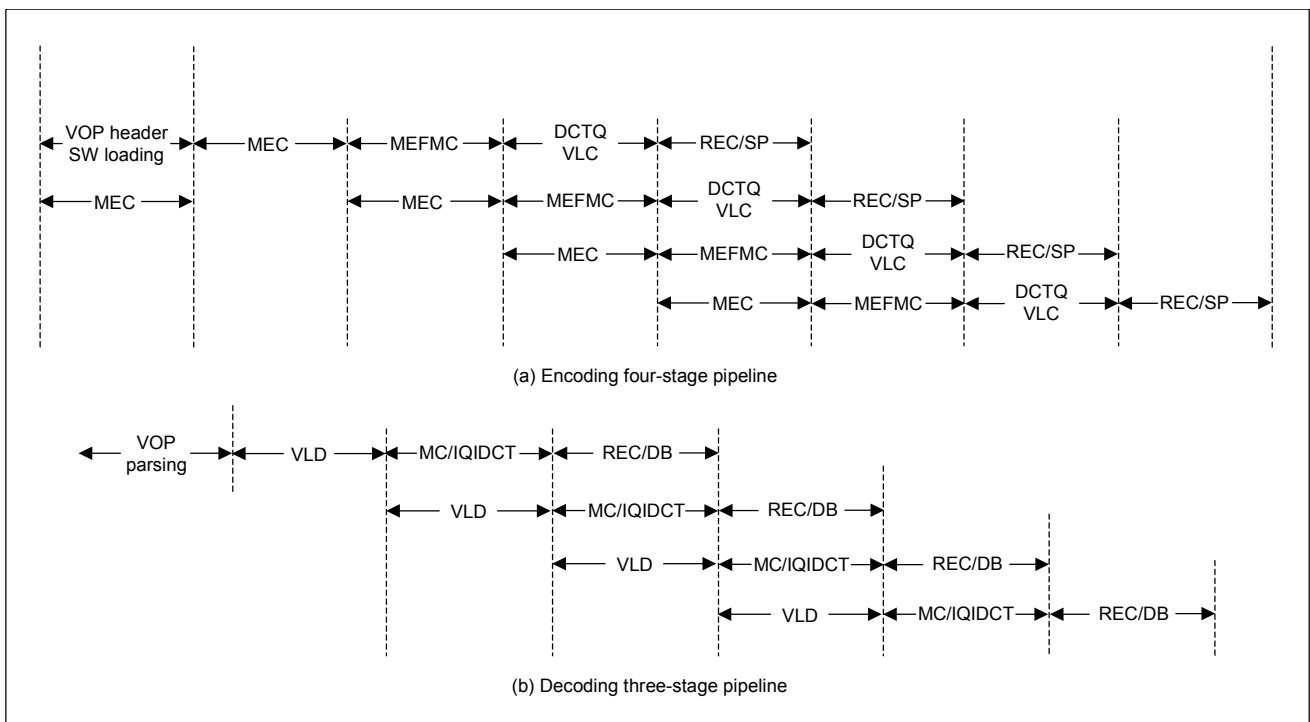 VOP header
SW loading
MEC
MEFMC
DCTQ
VLC
REC/SP
MEC
MEC
MEFMC
DCTQ
VLC
REC/SP
MEC
MEFMC
DCTQ
VLC
REC/SP
MEC
MEFMC
DCTQ
VLC
REC/SP
(a) Encoding four-stage pipeline
VOP
parsing
VLD
MC/IQIDCT
REC/DB
VLD
MC/IQIDCT
REC/DB
VLD
MC/IQIDCT
REC/DB
VLD
MC/IQIDCT
REC/DB
(b) Decoding three-stage pipeline